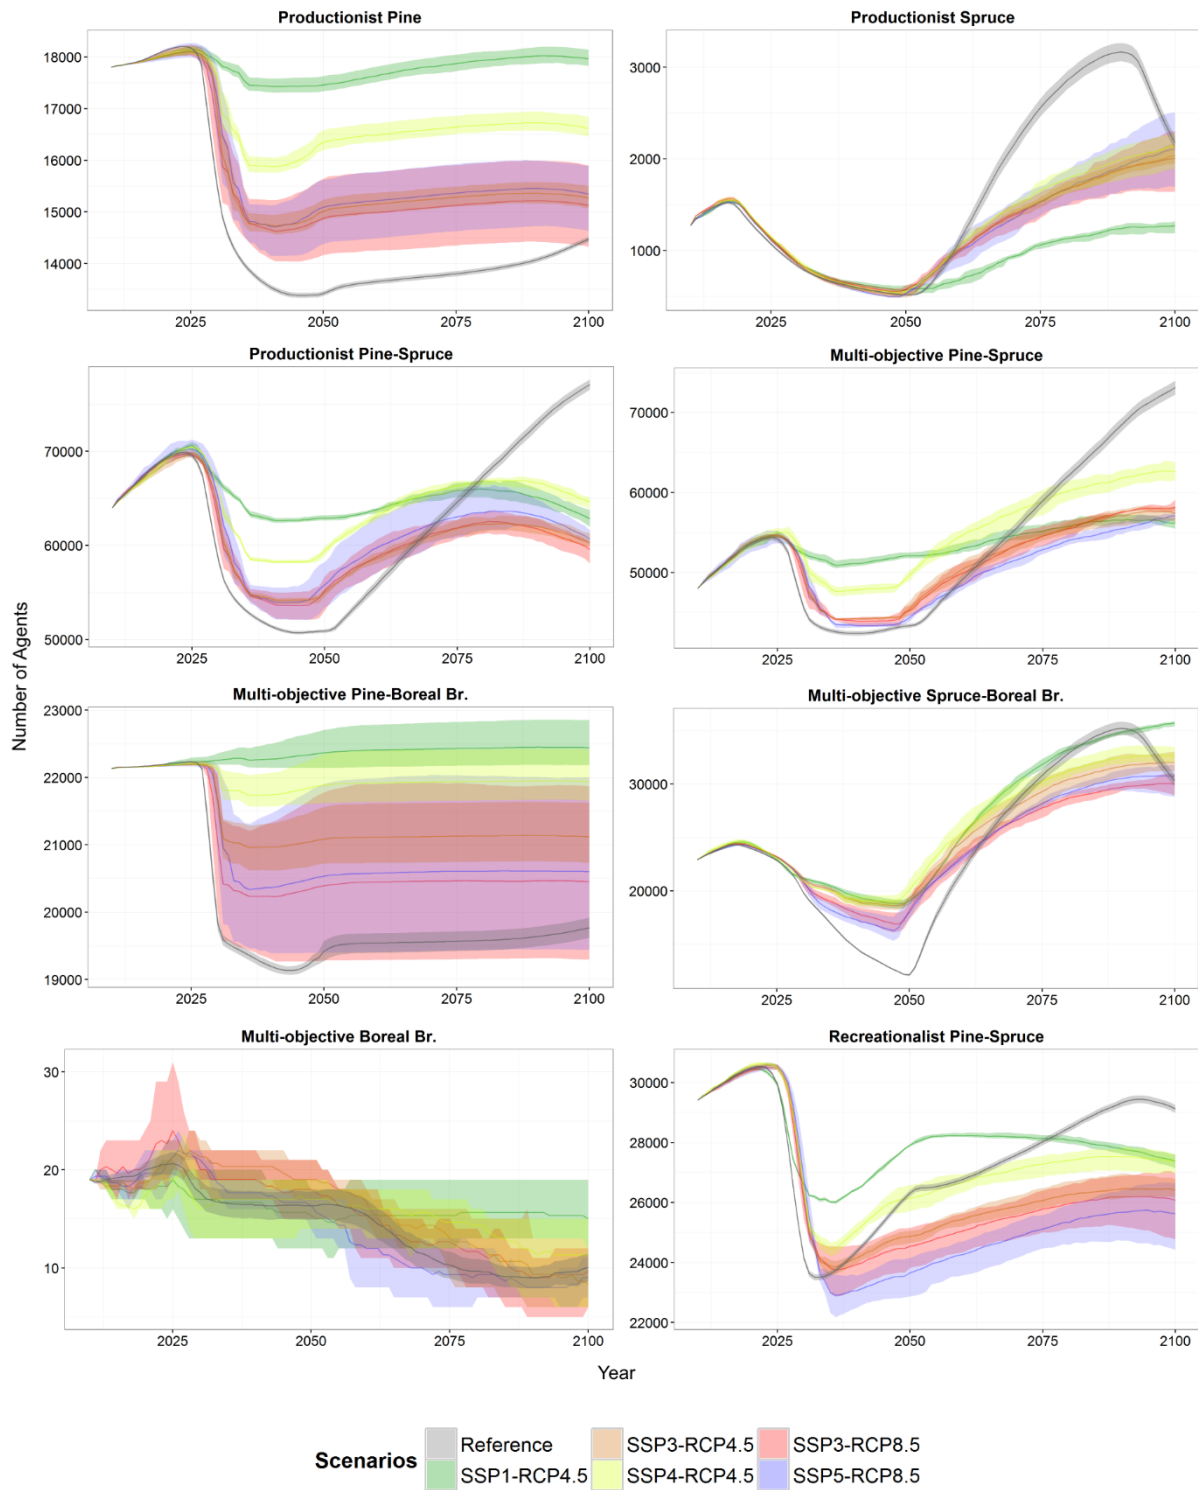 Productionist Pine
18000
17000
16000
15000
14000
2025 2050 2075 2100
Productionist Spruce
3000
2000
1000
2025 2050 2075 2100
Productionist Pine-Spruce
70000
60000
50000
2025 2050 2075 2100
Multi-objective Pine-Spruce
70000
60000
50000
2025 2050 2075 2100
Number of Agents
Multi-objective Pine-Boreal Br.
23000
22000
21000
20000
19000
2025 2050 2075 2100
Multi-objective Spruce-Boreal Br.
30000
20000
2025 2050 2075 2100
Multi-objective Boreal Br.
30
20
10
2025 2050 2075 2100
Recreationalist Pine-Spruce
30000
28000
26000
24000
22000
2025 2050 2075 2100
Year
Scenarios
Reference SSP3-RCP4.5 SSP3-RCP8.5
SSP1-RCP4.5 SSP4-RCP4.5 SSP5-RCP8.5